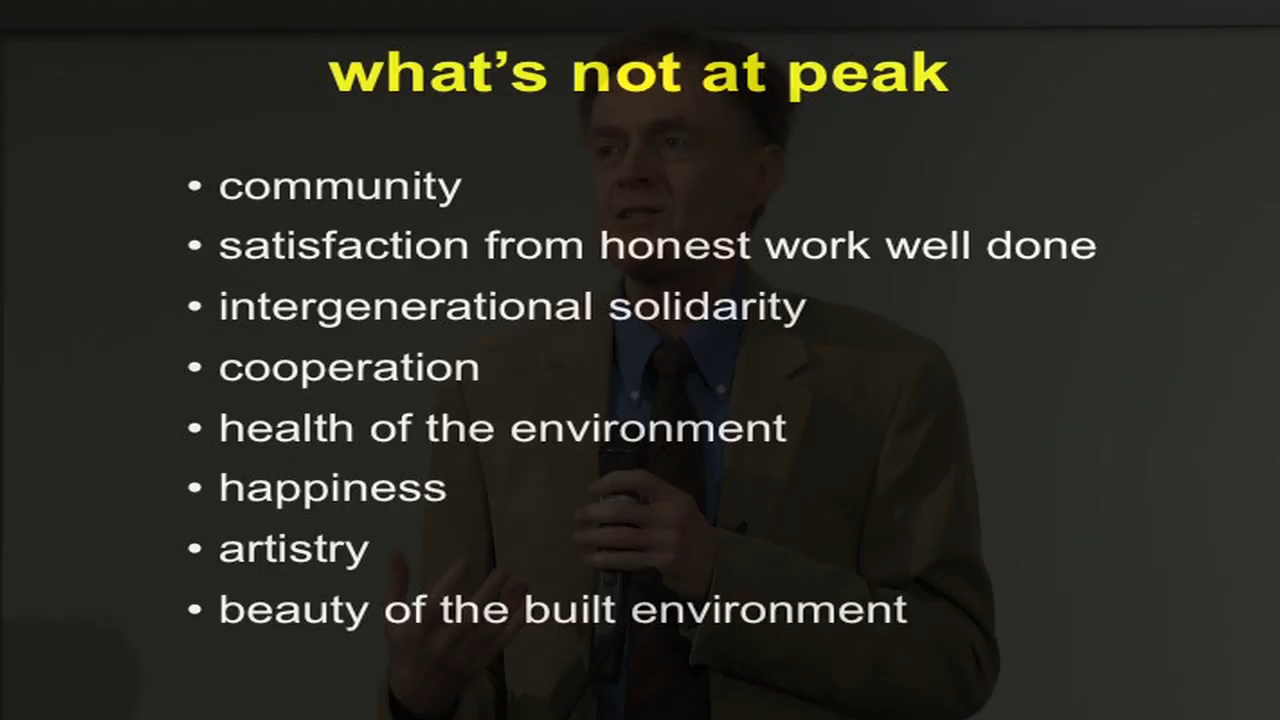 what's not at peak
• community
• satisfaction from honest work well done
• intergenerational solidarity
• cooperation
• health of the environment
• happiness
• artistry
• beauty of the built environment